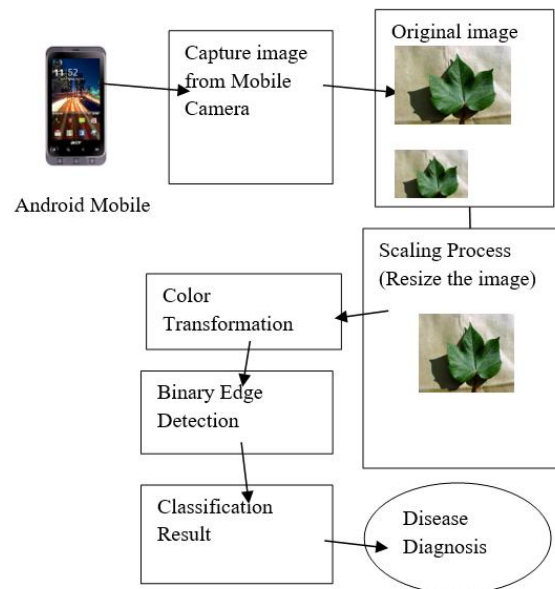 Capture image
from Mobile
Camera
Original image
Android Mobile
Scaling Process
(Resize the image)
Color
Transformation
Binary Edge
Detection
Classification
Result
Disease
Diagnosis